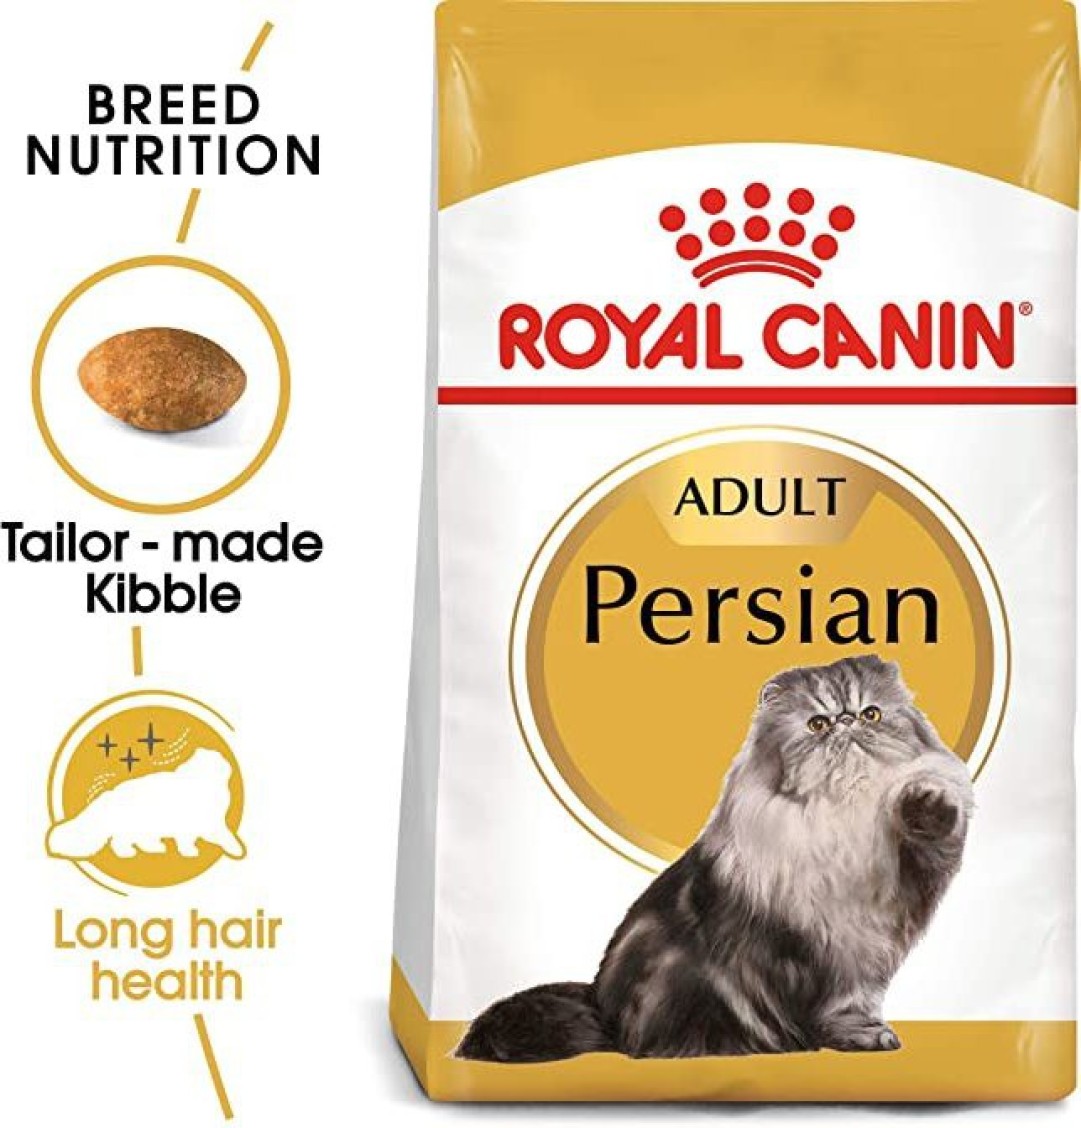 BREED
NUTRITION
Tailor - made
Kibble
Long hair
health
ROYAL CANIN®
ADULT
Persian